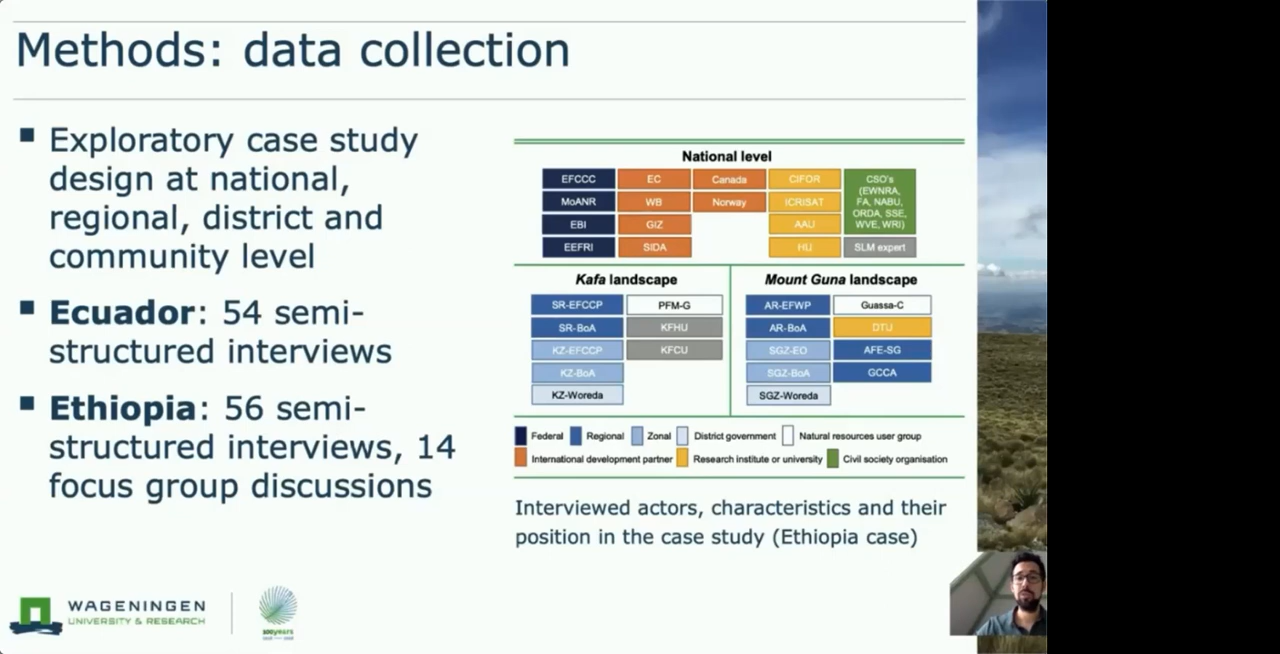 Methods: data collection
▪ Exploratory case study
design at national,
regional, district and
community level
▪ Ecuador: 54 semi-
structured interviews
▪ Ethiopia: 56 semi-
structured interviews, 14
focus group discussions
National level
EFCCC EC Canada CIFOR CSO's
(EWNRA,
FA, NABU,
ORDA, SSE,
WVE, WRI)
MoANR WB Norway ICRISAT
EBI GIZ AAU
EEFRI SIDA HU SLM expert
Kafa landscape
SR-EFCCP PFM-G
SR-BoA KFHU
KZ-EFCCP KFCU
KZ-BoA
KZ-Woreda
Mount Guna landscape
AR-EFWP Guassa-C
AR-BoA DTU
SGZ-EO AFE-SG
SGZ-BoA GCCA
SGZ-Woreda
Federal Regional Zonal District government Natural resources user group
International development partner Research institute or university Civil society organisation
Interviewed actors, characteristics and their
position in the case study (Ethiopia case)
WAGENINGEN
UNIVERSITY & RESEARCH
100years